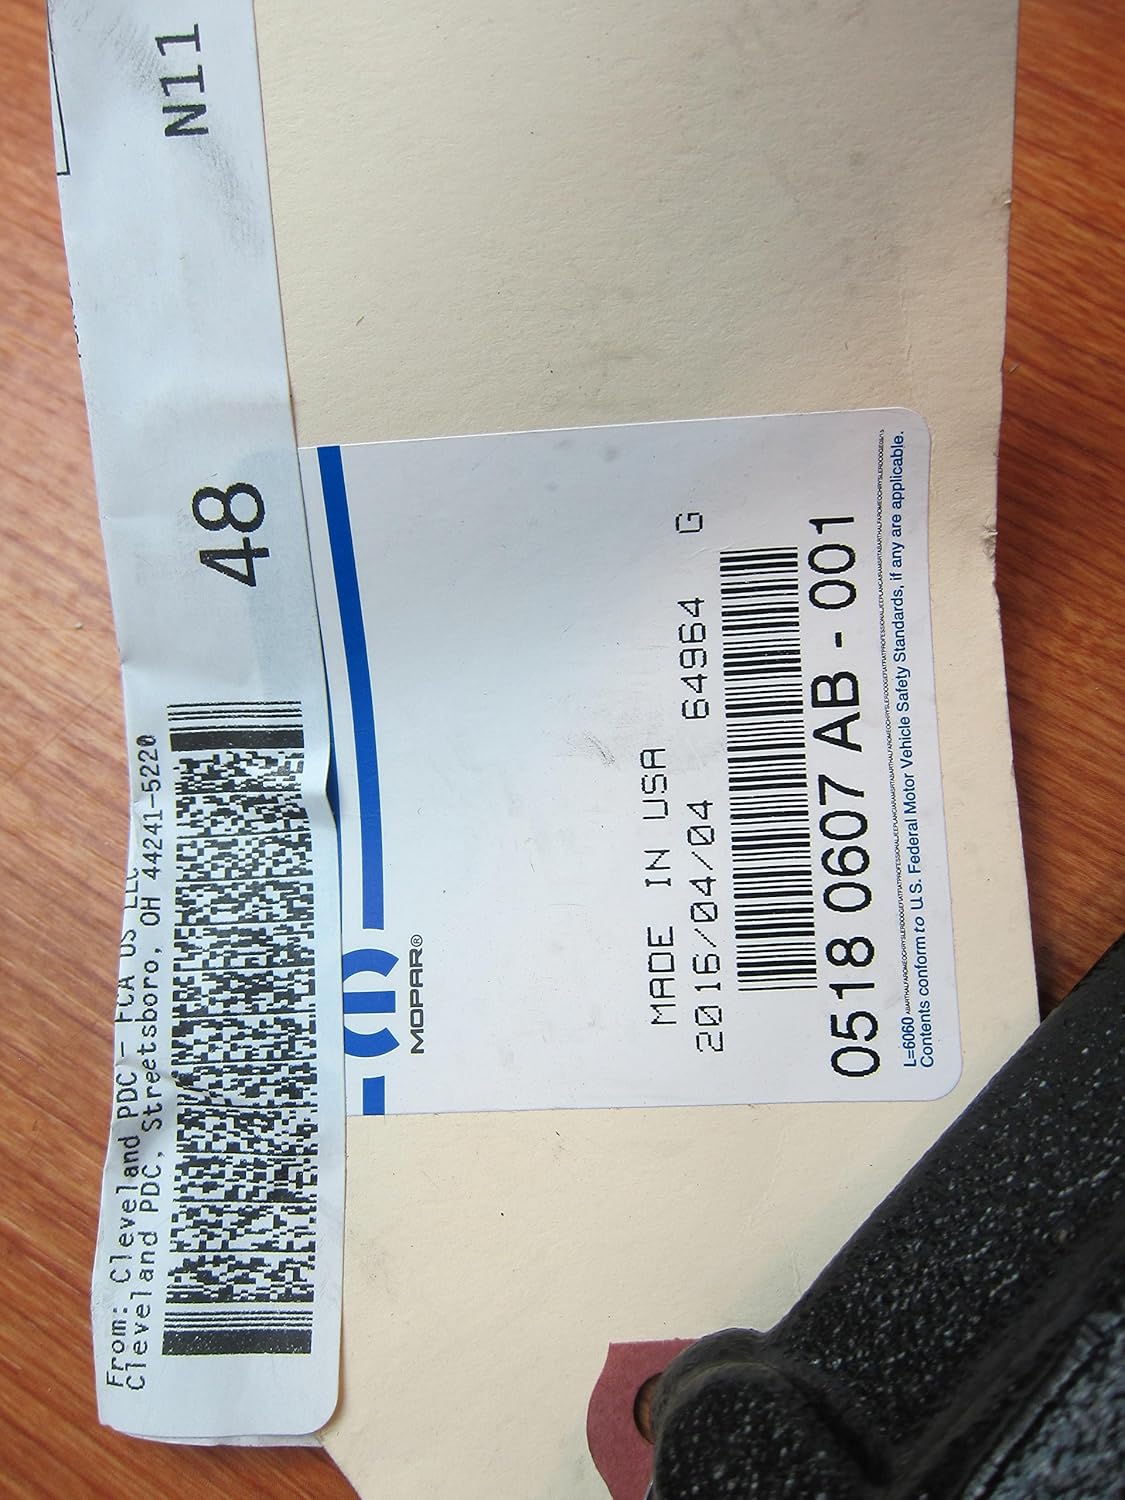 From: Cleveland PDC - FCA US LLC
Cleveland PDC, Streetsboro, OH 44241-5220
48
N11
MOPAR®
MADE IN USA
2016/04/04 64964 G
0518 0607 AB - 001
L=6060
Contents conform to U.S. Federal Motor Vehicle Safety Standards, if any are applicable.